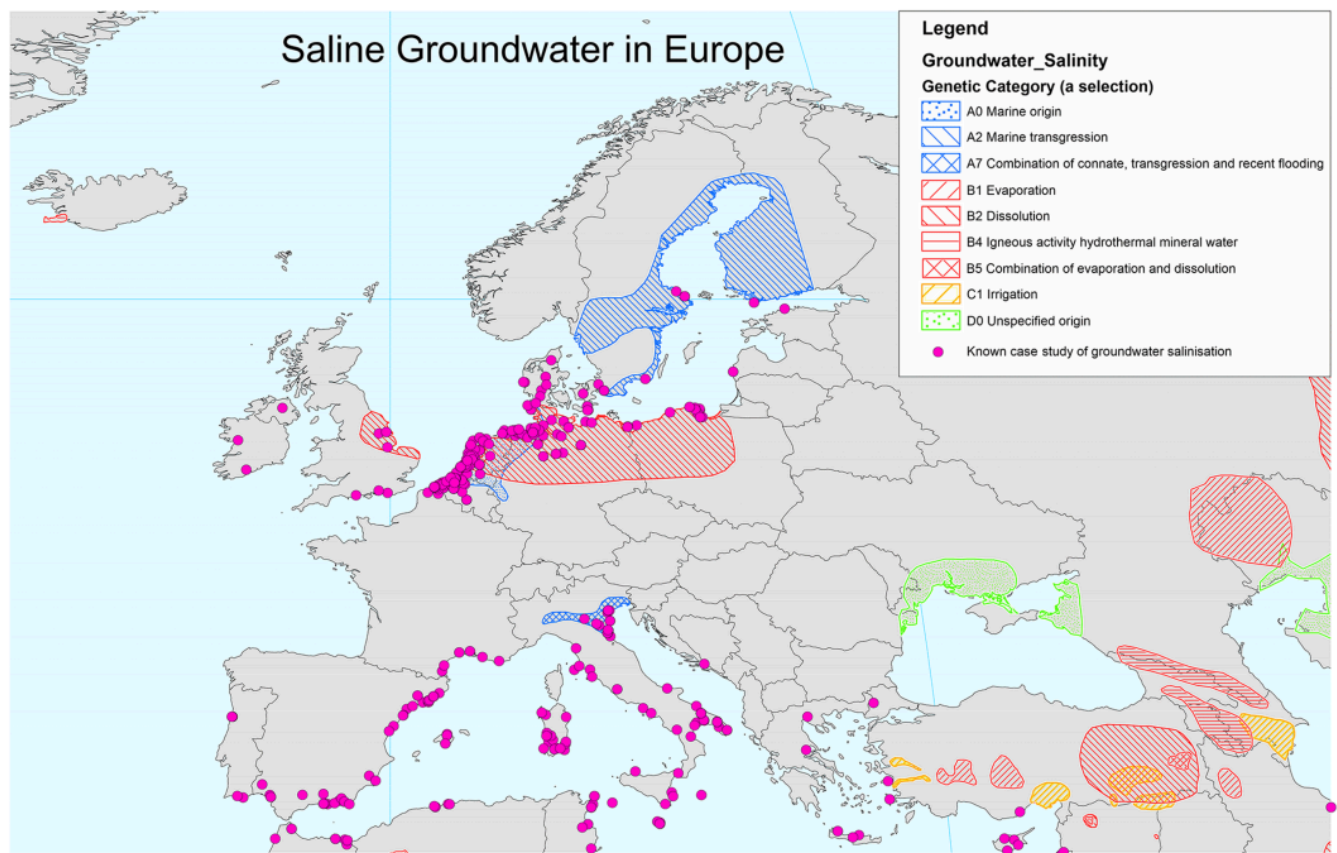 Saline Groundwater in Europe
Legend
Groundwater_Salinity
Genetic Category (a selection)
A0 Marine origin
A2 Marine transgression
A7 Combination of connate, transgression and recent flooding
B1 Evaporation
B2 Dissolution
B4 Igneous activity hydrothermal mineral water
B5 Combination of evaporation and dissolution
C1 Irrigation
D0 Unspecified origin
Known case study of groundwater salinisation